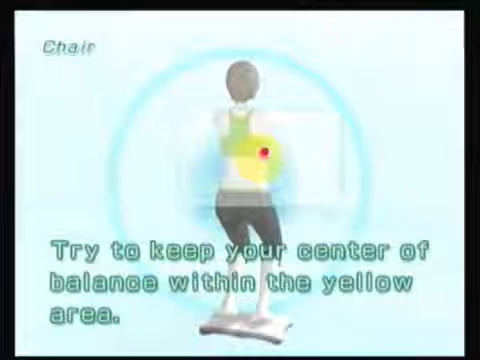 Chair
Try to keep your center of
balance within the yellow
area.